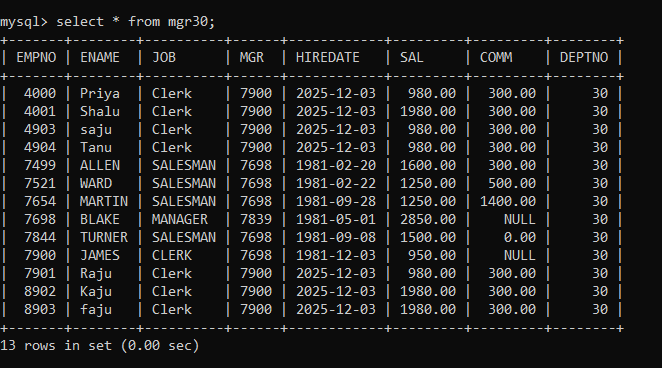 mysql> select * from mgr30;
+-------+--------+----------+------+------------+---------+---------+--------+
| EMPNO | ENAME  | JOB      | MGR  | HIREDATE   | SAL     | COMM    | DEPTNO |
+-------+--------+----------+------+------------+---------+---------+--------+
|  4000 | Priya  | Clerk    | 7900 | 2025-12-03 |  980.00 |  300.00 |     30 |
|  4001 | Shalu  | Clerk    | 7900 | 2025-12-03 | 1980.00 |  300.00 |     30 |
|  4903 | saju   | Clerk    | 7900 | 2025-12-03 |  980.00 |  300.00 |     30 |
|  4904 | Tanu   | Clerk    | 7900 | 2025-12-03 |  980.00 |  300.00 |     30 |
|  7499 | ALLEN  | SALESMAN | 7698 | 1981-02-20 | 1600.00 |  300.00 |     30 |
|  7521 | WARD   | SALESMAN | 7698 | 1981-02-22 | 1250.00 |  500.00 |     30 |
|  7654 | MARTIN | SALESMAN | 7698 | 1981-09-28 | 1250.00 | 1400.00 |     30 |
|  7698 | BLAKE  | MANAGER  | 7839 | 1981-05-01 | 2850.00 |    NULL |     30 |
|  7844 | TURNER | SALESMAN | 7698 | 1981-09-08 | 1500.00 |    0.00 |     30 |
|  7900 | JAMES  | CLERK    | 7698 | 1981-12-03 |  950.00 |    NULL |     30 |
|  7901 | Raju   | Clerk    | 7900 | 2025-12-03 |  980.00 |  300.00 |     30 |
|  8902 | Kaju   | Clerk    | 7900 | 2025-12-03 | 1980.00 |  300.00 |     30 |
|  8903 | faju   | Clerk    | 7900 | 2025-12-03 | 1980.00 |  300.00 |     30 |
+-------+--------+----------+------+------------+---------+---------+--------+
13 rows in set (0.00 sec)